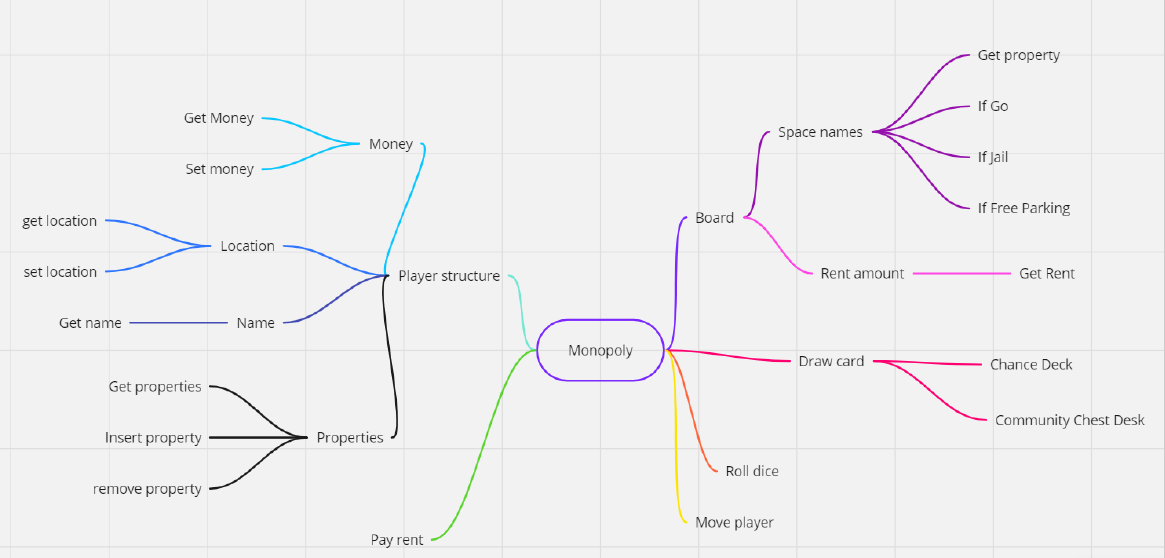 Get property
If Go
Get Money
Space names
Money
If Jail
Set money
If Free Parking
get location
Board
Location
set location
Player structure
Rent amount
Get Rent
Get name
Name
Monopoly
Draw card
Chance Deck
Get properties
Community Chest Desk
Insert property
Properties
Roll dice
remove property
Move player
Pay rent